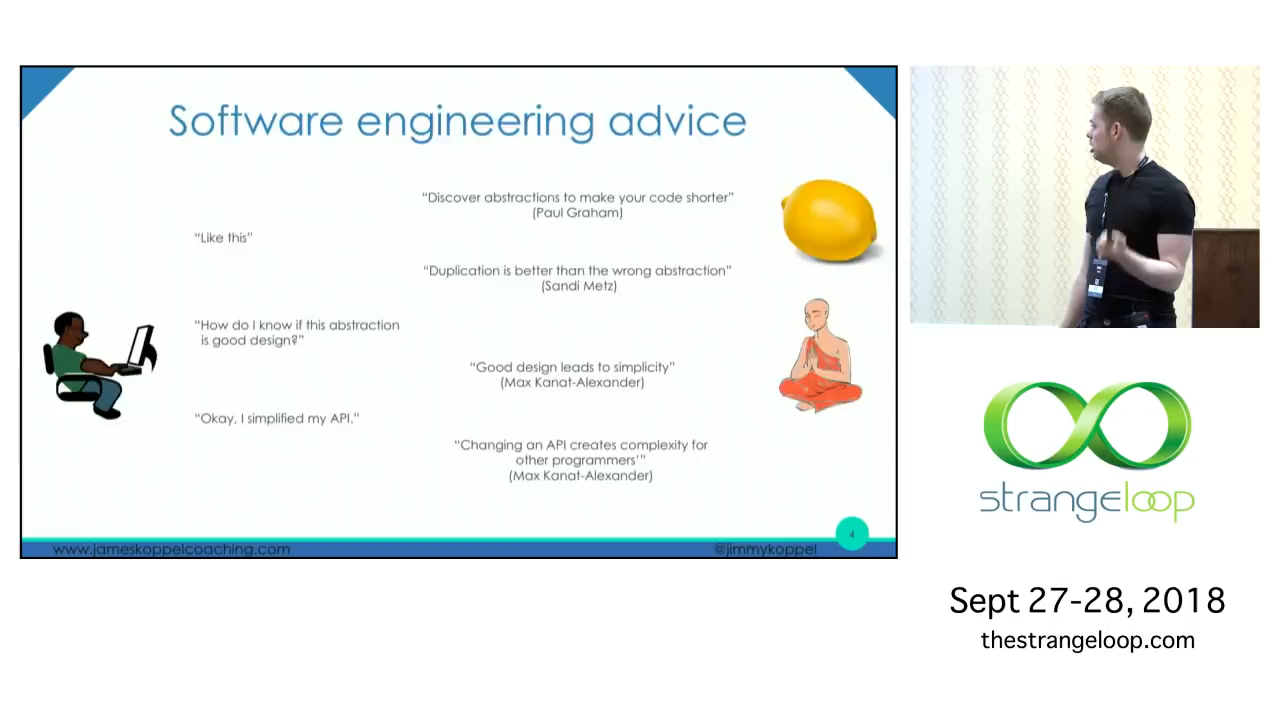 Software engineering advice
“Discover abstractions to make your code shorter”
(Paul Graham)
“Like this”
“Duplication is better than the wrong abstraction”
(Sandi Metz)
“How do I know if this abstraction
is good design?”
“Good design leads to simplicity”
(Max Kanat-Alexander)
“Okay, I simplified my API.”
“Changing an API creates complexity for
other programmers’”
(Max Kanat-Alexander)
www.jameskoppelcoaching.com
@jimmykoppel
4
strangeloop
Sept 27-28, 2018
thestrangeloop.com